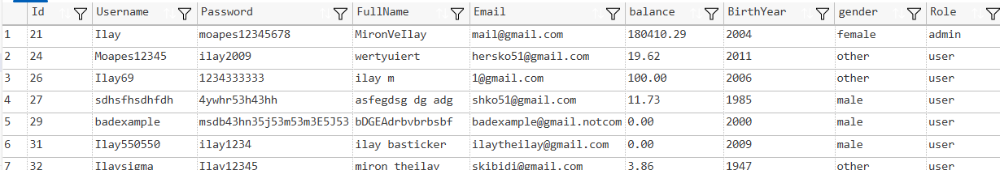 Id Username Password FullName Email balance BirthYear gender Role
1 21 Ilay moapes12345678 MironVeIlay mail@gmail.com 180410.29 2004 female admin
2 24 Moapes12345 ilay2009 wertyuiert hersko51@gmail.com 19.62 2011 other user
3 26 Ilay69 1234333333 ilay m 1@gmail.com 100.00 2006 other user
4 27 sdhsfhsdhfdh 4ywhr53h43hh asfegdsg dg adg shko51@gmail.com 11.73 1985 male user
5 29 badexample msdb43hn35j53m53m3E5J53 bDGEAdrbvbrbsbf badexample@gmail.notcom 0.00 2000 male user
6 31 Ilay550550 ilay1234 ilay basticker ilaytheilay@gmail.com 0.00 2009 male user
7 32 Ilaysigma Ilay12345 miron theilay skibidi@gmail.com 3.86 1947 other user